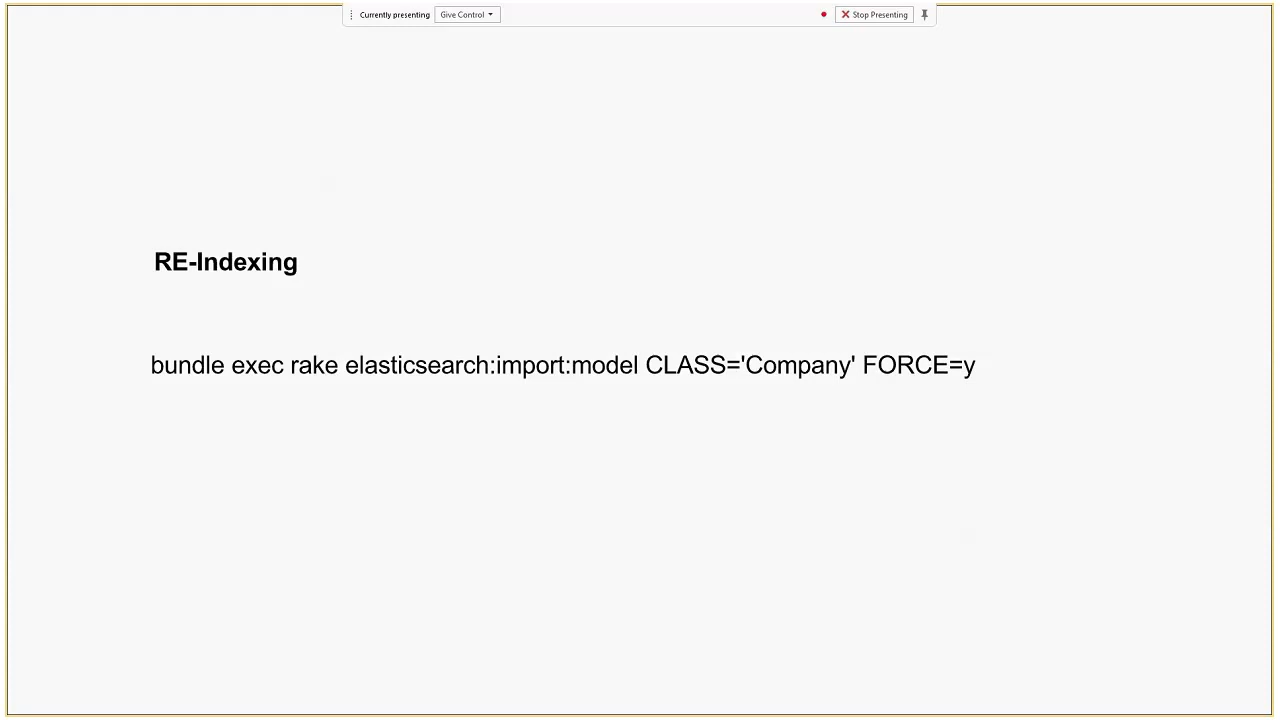 Currently presenting Give Control Stop Presenting
RE-Indexing
bundle exec rake elasticsearch:import:model CLASS='Company' FORCE=y